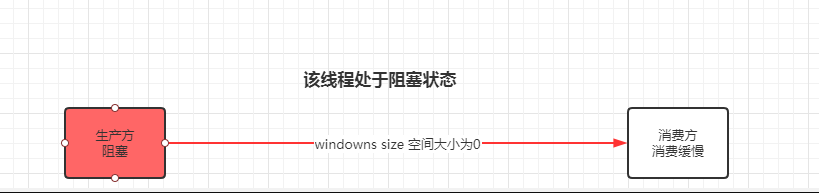 该线程处于阻塞状态
生产方
阻塞
windowns size 空间大小为0
消费方
消费缓慢